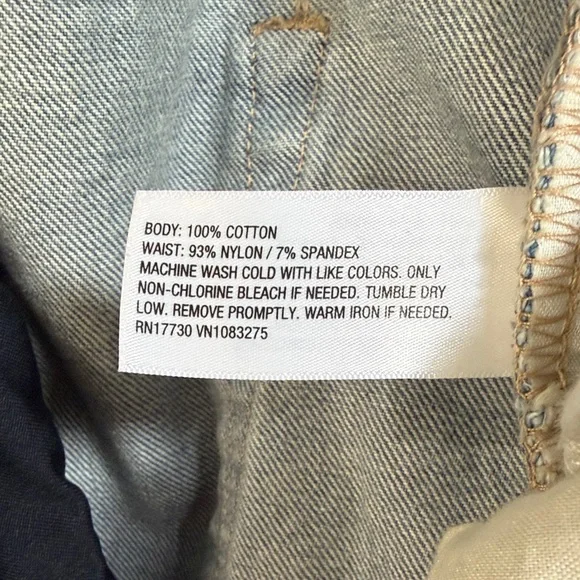 BODY: 100% COTTON
WAIST: 93% NYLON / 7% SPANDEX
MACHINE WASH COLD WITH LIKE COLORS. ONLY
NON-CHLORINE BLEACH IF NEEDED. TUMBLE DRY
LOW. REMOVE PROMPTLY. WARM IRON IF NEEDED.
RN17730 VN1083275